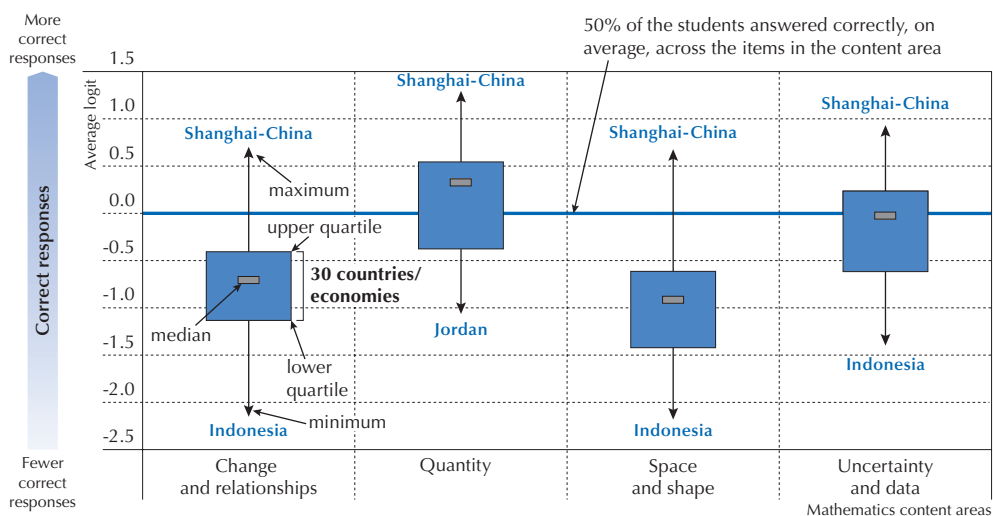 More
correct
responses
Correct responses
Fewer
correct
responses
Average logit
1.5
1.0
0.5
0.0
-0.5
-1.0
-1.5
-2.0
-2.5
50% of the students answered correctly, on
average, across the items in the content area
Shanghai-China
maximum
upper quartile
30 countries/
economies
median
lower
quartile
minimum
Indonesia
Shanghai-China
Jordan
Shanghai-China
Indonesia
Shanghai-China
Indonesia
Change
and relationships
Quantity
Space
and shape
Uncertainty
and data
Mathematics content areas